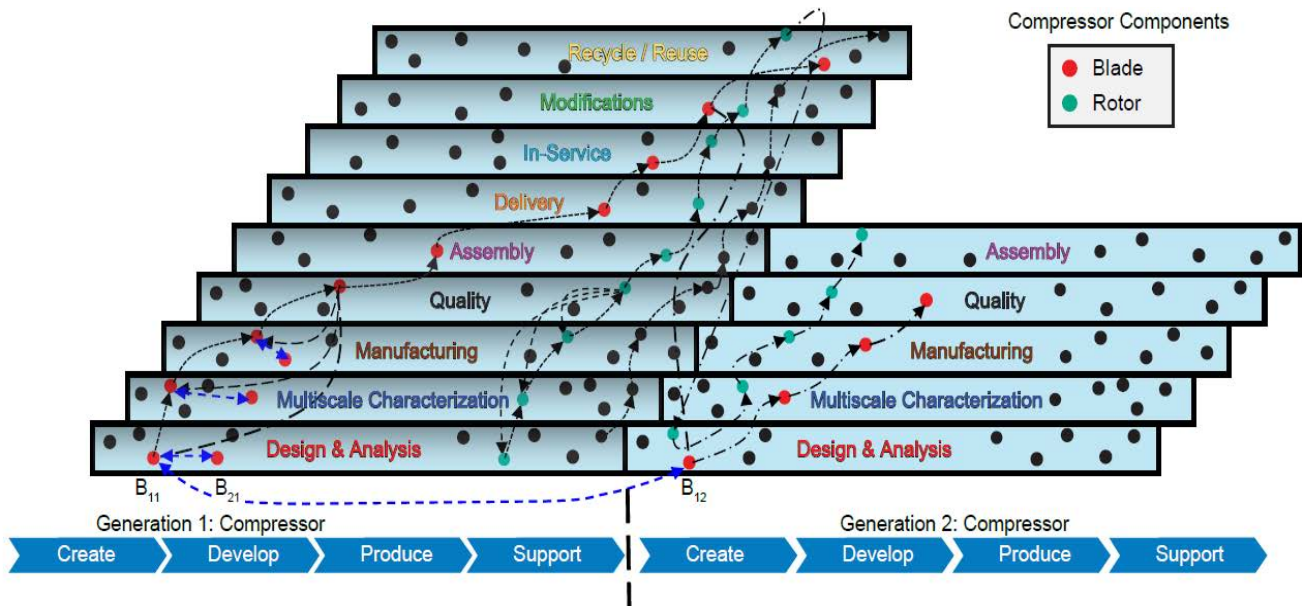 Compressor Components
Blade
Rotor
Recycle / Reuse
Modifications
In-Service
Delivery
Assembly
Assembly
Quality
Quality
Manufacturing
Manufacturing
Multiscale Characterization
Multiscale Characterization
Design & Analysis
Design & Analysis
B11
B21
B12
Generation 1: Compressor
Generation 2: Compressor
Create
Develop
Produce
Support
Create
Develop
Produce
Support